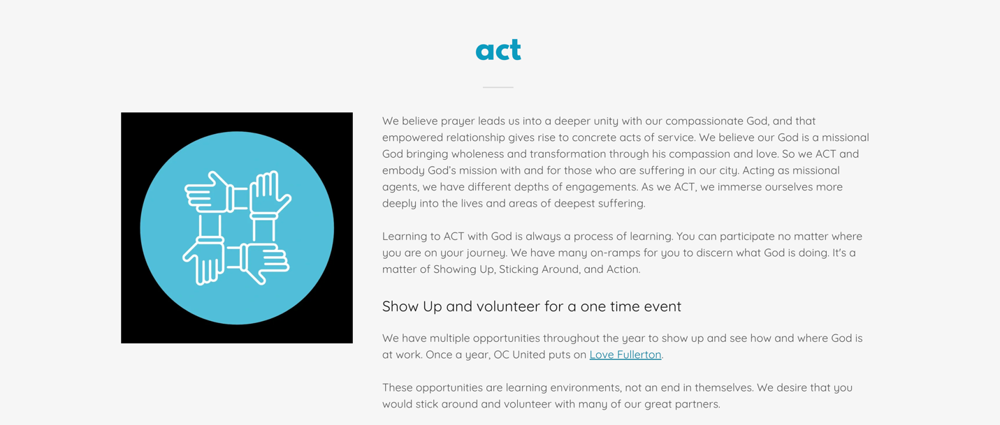 act
We believe prayer leads us into a deeper unity with our compassionate God, and that
empowered relationship gives rise to concrete acts of service. We believe our God is a missional
God bringing wholeness and transformation through his compassion and love. So we ACT and
embody God’s mission with and for those who are suffering in our city. Acting as missional
agents, we have different depths of engagements. As we ACT, we immerse ourselves more
deeply into the lives and areas of deepest suffering.
Learning to ACT with God is always a process of learning. You can participate no matter where
you are on your journey. We have many on-ramps for you to discern what God is doing. It's a
matter of Showing Up, Sticking Around, and Action.
Show Up and volunteer for a one time event
We have multiple opportunities throughout the year to show up and see how and where God is
at work. Once a year, OC United puts on Love Fullerton.
These opportunities are learning environments, not an end in themselves. We desire that you
would stick around and volunteer with many of our great partners.